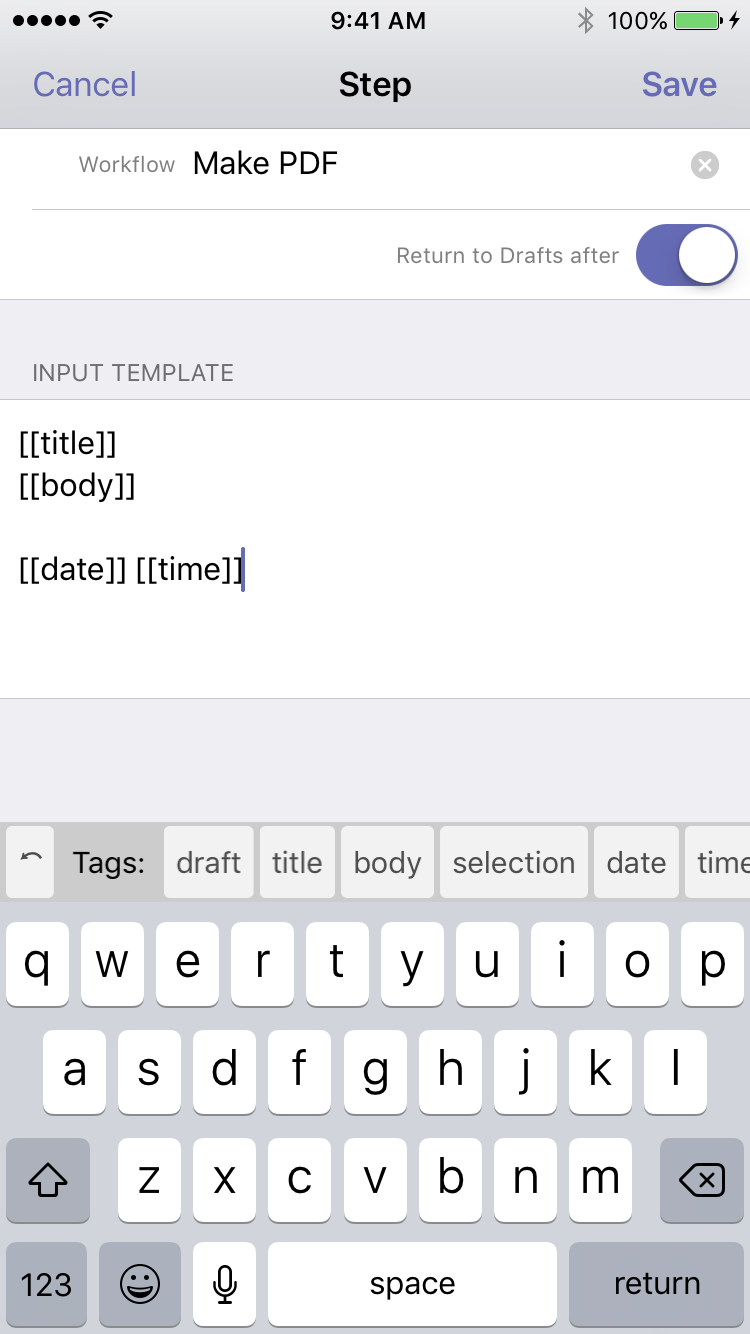 9:41 AM 100%
Cancel Step Save
Workflow Make PDF
Return to Drafts after
INPUT TEMPLATE
[[title]]
[[body]]
[[date]] [[time]]
Tags: draft title body selection date time
q w e r t y u i o p
a s d f g h j k l
z x c v b n m
123 space return